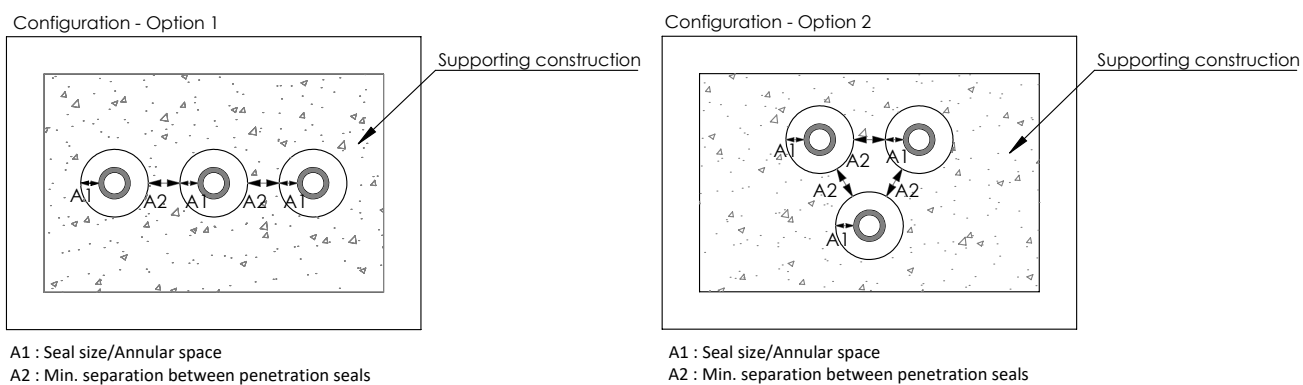 Configuration - Option 1
Supporting construction
A1 A2 A1 A2 A1
A1 : Seal size/Annular space
A2 : Min. separation between penetration seals
Configuration - Option 2
Supporting construction
A1 A2 A1
A2 A2
A1
A1 : Seal size/Annular space
A2 : Min. separation between penetration seals